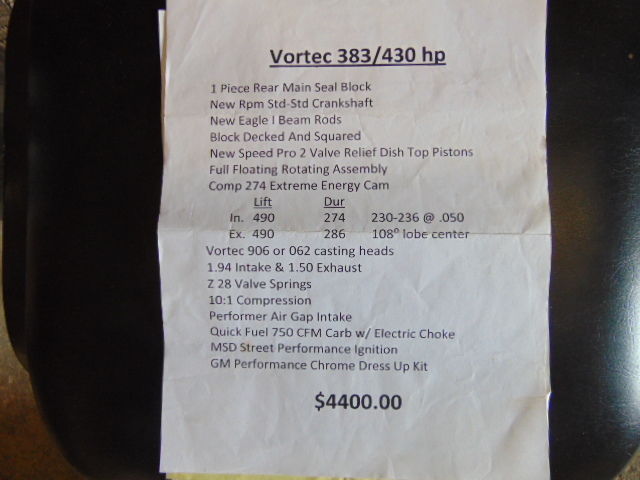 Vortec 383/430 hp
1 Piece Rear Main Seal Block
New Rpm Std-Std Crankshaft
New Eagle I Beam Rods
Block Decked And Squared
New Speed Pro 2 Valve Relief Dish Top Pistons
Full Floating Rotating Assembly
Comp 274 Extreme Energy Cam
Lift Dur
In. 490 274 230-236 @ .050
Ex. 490 286 108° lobe center
Vortec 906 or 062 casting heads
1.94 Intake & 1.50 Exhaust
Z 28 Valve Springs
10:1 Compression
Performer Air Gap Intake
Quick Fuel 750 CFM Carb w/ Electric Choke
MSD Street Performance Ignition
GM Performance Chrome Dress Up Kit
$4400.00